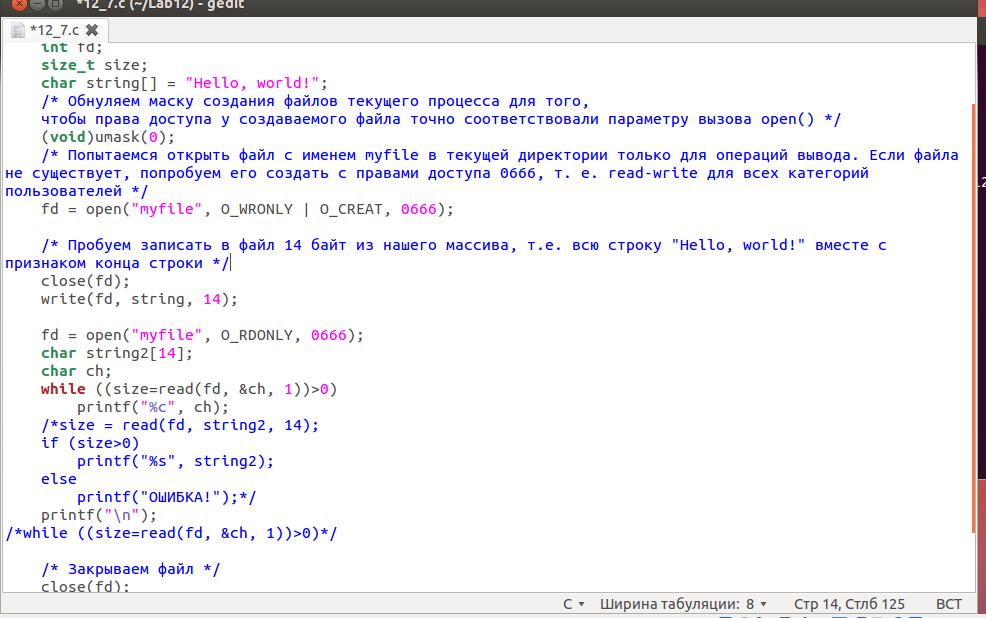 *12_7.c (~/Lab12) - gedit
*12_7.c
int fd;
size_t size;
char string[] = "Hello, world!";
/* Обнуляем маску создания файлов текущего процесса для того,
чтобы права доступа у создаваемого файла точно соответствовали параметру вызова open() */
(void)umask(0);
/* Попытаемся открыть файл с именем myfile в текущей директории только для операций вывода. Если файла
не существует, попробуем его создать с правами доступа 0666, т. е. read-write для всех категорий
пользователей */
fd = open("myfile", O_WRONLY | O_CREAT, 0666);
/* Пробуем записать в файл 14 байт из нашего массива, т.е. всю строку "Hello, world!" вместе с
признаком конца строки */
close(fd);
write(fd, string, 14);
fd = open("myfile", O_RDONLY, 0666);
char string2[14];
char ch;
while ((size=read(fd, &ch, 1))>0)
printf("%c", ch);
/*size = read(fd, string2, 14);
if (size>0)
printf("%s", string2);
else
printf("ОШИБКА!");*/
printf("\n");
/*while ((size=read(fd, &ch, 1))>0)*/
/* Закрываем файл */
close(fd);
C Ширина табуляции: 8 Стр 14, Стлб 125 ВСТ